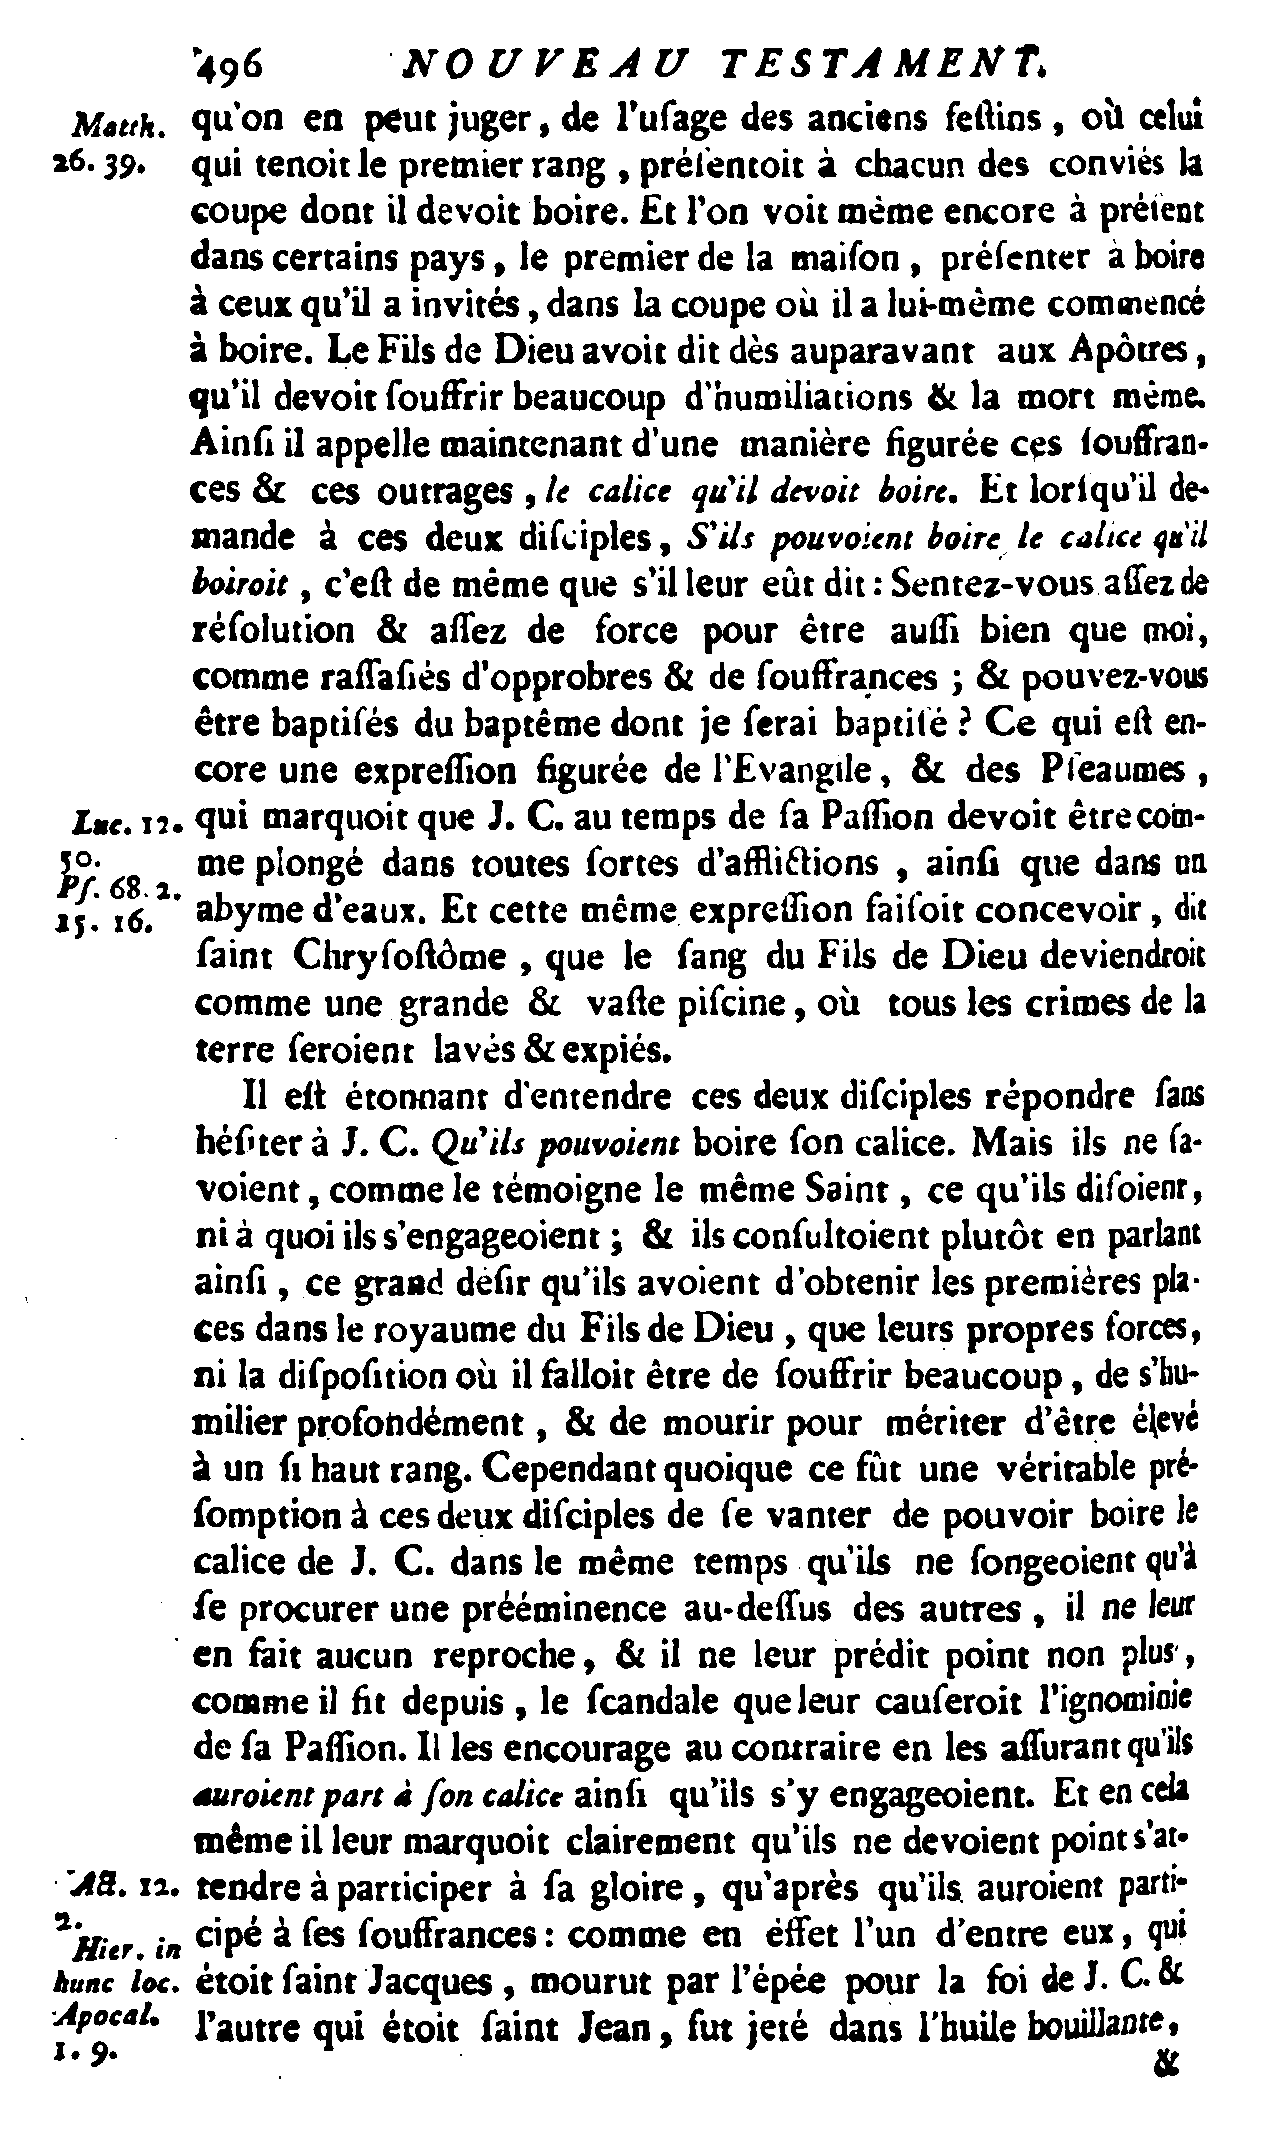 496 NOUVEAU TESTAMENT.
Matth. qu'on en peut juger, de l'uſage des anciens feſtins, où celui
26. 39. qui tenoit le premier rang, préſentoit à chacun des conviés la
coupe dont il devoit boire. Et l'on voit même encore à préſent
dans certains pays, le premier de la maiſon, préſenter à boire
à ceux qu'il a invités, dans la coupe où il a lui-même commencé
à boire. Le Fils de Dieu avoit dit dès auparavant aux Apôtres,
qu'il devoit ſouffrir beaucoup d'humiliations & la mort même.
Ainſi il appelle maintenant d'une manière figurée ces ſouffran-
ces & ces outrages, le calice qu'il devoit boire. Et lorſqu'il de-
mande à ces deux diſciples, S'ils pouvoient boire le calice qu'il
boiroit, c'eſt de même que s'il leur eût dit : Sentez-vous aſſez de
réſolution & aſſez de force pour être auſſi bien que moi,
comme raſſaſiés d'opprobres & de ſouffrances ; & pouvez-vous
être baptiſés du baptême dont je ſerai baptiſé ? Ce qui eſt en-
core une expreſſion figurée de l'Evangile, & des Pſeaumes,
Luc. 12. qui marquoit que J. C. au temps de ſa Paſſion devoit être com-
50. me plongé dans toutes ſortes d'afflictions, ainſi que dans un
Pſ. 68. 2.
15. 16. abyme d'eaux. Et cette même expreſſion faiſoit concevoir, dit
ſaint Chryſoſtôme, que le ſang du Fils de Dieu deviendroit
comme une grande & vaſte piſcine, où tous les crimes de la
terre ſeroient lavés & expiés.
Il eſt étonnant d'entendre ces deux diſciples répondre ſans
héſiter à J. C. Qu'ils pouvoient boire ſon calice. Mais ils ne ſa-
voient, comme le témoigne le même Saint, ce qu'ils diſoient,
ni à quoi ils s'engageoient ; & ils conſultoient plutôt en parlant
ainſi, ce grand déſir qu'ils avoient d'obtenir les premières pla-
ces dans le royaume du Fils de Dieu, que leurs propres forces,
ni la diſpoſition où il falloit être de ſouffrir beaucoup, de s'hu-
milier profondément, & de mourir pour mériter d'être élevé
à un ſi haut rang. Cependant quoique ce fût une véritable pré-
ſomption à ces deux diſciples de ſe vanter de pouvoir boire le
calice de J. C. dans le même temps qu'ils ne ſongeoient qu'à
ſe procurer une prééminence au-deſſus des autres, il ne leur
en fait aucun reproche, & il ne leur prédit point non plus,
comme il fit depuis, le ſcandale que leur cauſeroit l'ignominie
de ſa Paſſion. Il les encourage au contraire en les aſſurant qu'ils
auroient part à ſon calice ainſi qu'ils s'y engageoient. Et en cela
même il leur marquoit clairement qu'ils ne devoient point s'at-
Act. 12. tendre à participer à ſa gloire, qu'après qu'ils auroient parti-
2.
Hier. in cipé à ſes ſouffrances : comme en éffet l'un d'entre eux, qui
hunc loc. étoit ſaint Jacques, mourut par l'épée pour la foi de J. C. &
Apocal. l'autre qui étoit ſaint Jean, fut jeté dans l'huile bouillante,
1. 9.
&